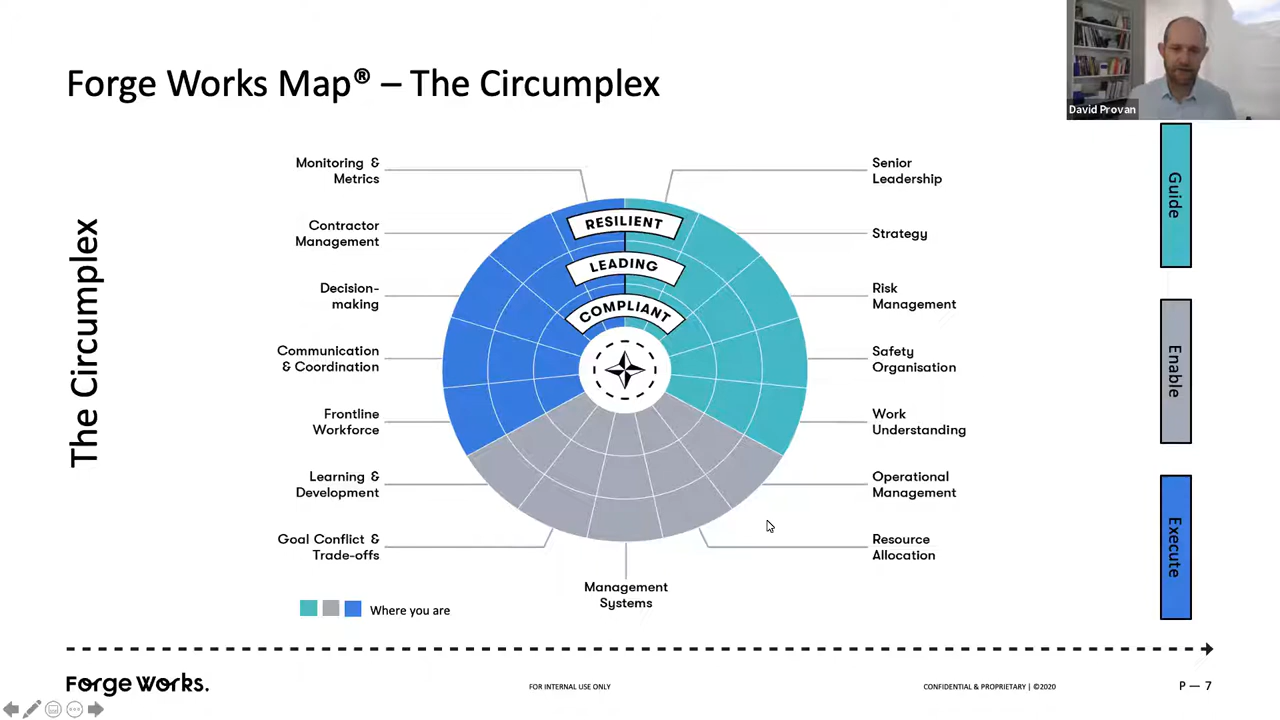 Forge Works Map® – The Circumplex
David Provan
The Circumplex
Monitoring &
Metrics
Contractor
Management
Decision-
making
Communication
& Coordination
Frontline
Workforce
Learning &
Development
Goal Conflict &
Trade-offs
RESILIENT
LEADING
COMPLIANT
Management
Systems
Senior
Leadership
Strategy
Risk
Management
Safety
Organisation
Work
Understanding
Operational
Management
Resource
Allocation
Guide
Enable
Execute
Where you are
Forge Works.
FOR INTERNAL USE ONLY
CONFIDENTIAL & PROPRIETARY | ©2020
P — 7